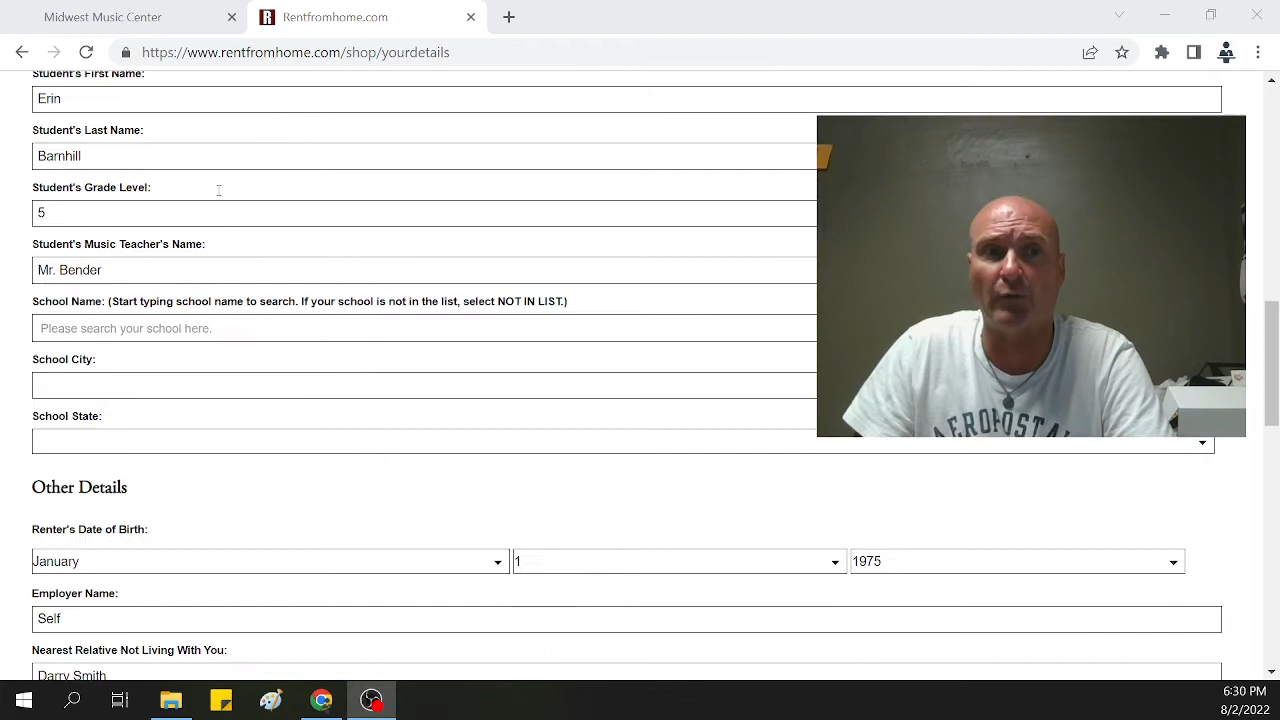 Midwest Music Center
R Rentfromhome.com
https://www.rentfromhome.com/shop/yourdetails
Student's First Name:
Erin
Student's Last Name:
Barnhill
Student's Grade Level:
5
Student's Music Teacher's Name:
Mr. Bender
School Name: (Start typing school name to search. If your school is not in the list, select NOT IN LIST.)
Please search your school here.
School City:
School State:
AEROPOSTAL
Other Details
Renter's Date of Birth:
January 1 1975
Employer Name:
Self
Nearest Relative Not Living With You:
Darry Smith
6:30 PM
8/2/2022